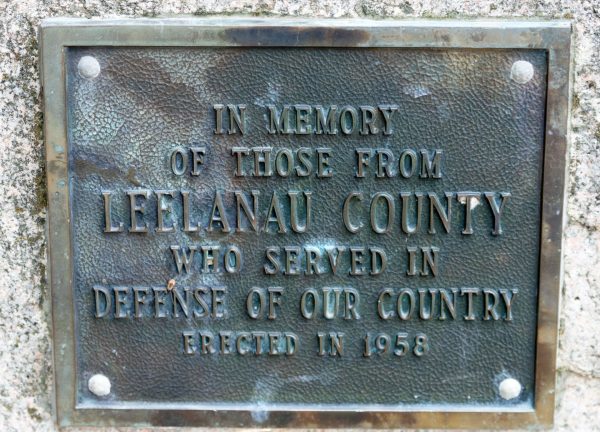 IN MEMORY
OF THOSE FROM
LEELANAU COUNTY
WHO SERVED IN
DEFENSE OF OUR COUNTRY
ERECTED IN 1958